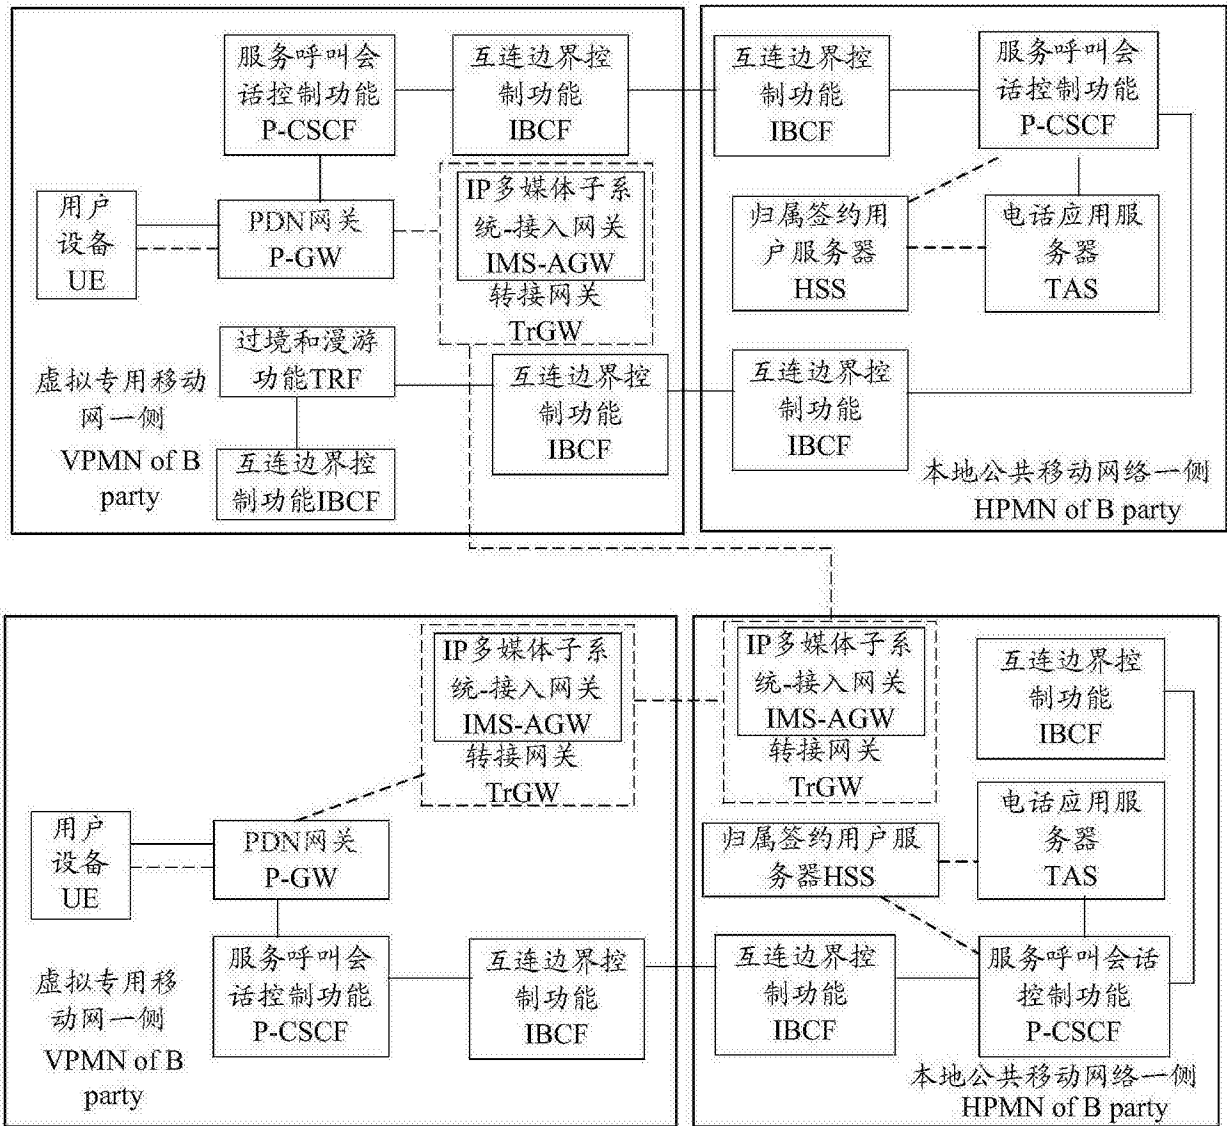 服务呼叫会
话控制功能
P-CSCF
互连边界控
制功能
IBCF
用户
设备
UE
PDN网关
P-GW
IP多媒体子系
统-接入网关
IMS-AGW
转接网关
TrGW
过境和漫游
功能TRF
互连边界控
制功能
IBCF
互连边界控
制功能IBCF
虚拟专用移动
网一侧
VPMN of B
party
互连边界控
制功能
IBCF
服务呼叫会
话控制功能
P-CSCF
归属签约用
户服务器
HSS
电话应用服
务器
TAS
互连边界控
制功能
IBCF
本地公共移动网络一侧
HPMN of B party
IP多媒体子系
统-接入网关
IMS-AGW
转接网关
TrGW
用户
设备
UE
PDN网关
P-GW
服务呼叫会
话控制功能
P-CSCF
互连边界控
制功能
IBCF
虚拟专用移
动网一侧
VPMN of B
party
IP多媒体子系
统-接入网关
IMS-AGW
转接网关
TrGW
互连边界控
制功能
IBCF
归属签约用户服
务器HSS
电话应用服
务器
TAS
互连边界控
制功能
IBCF
服务呼叫会话
控制功能
P-CSCF
本地公共移动网络一侧
HPMN of B party